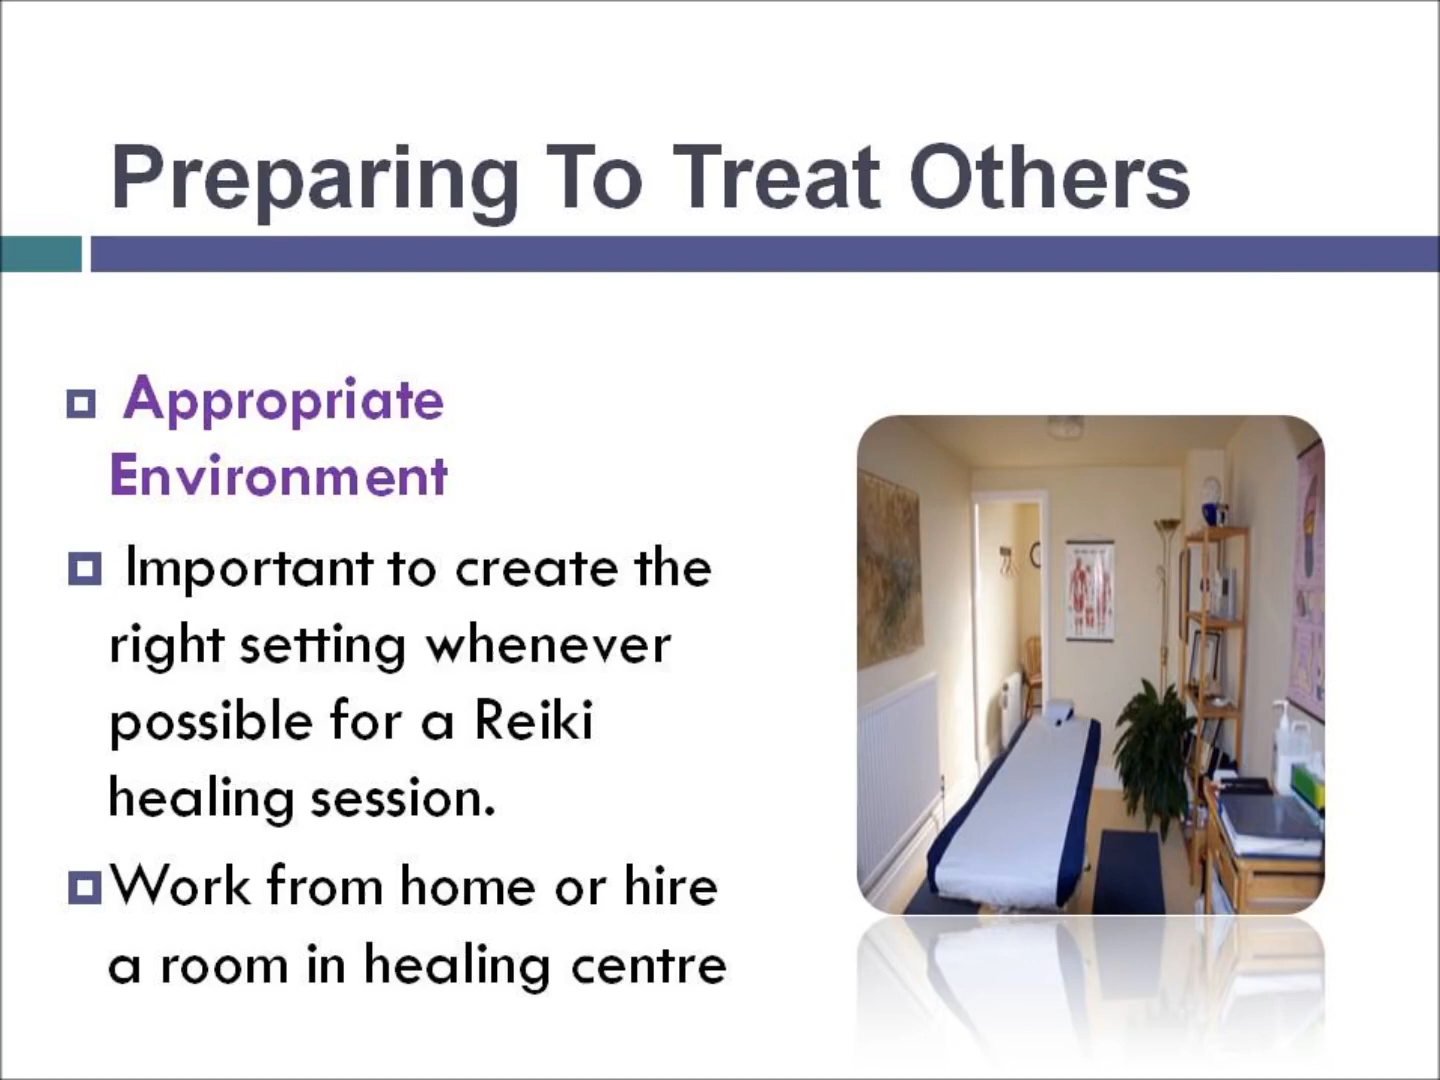 Preparing To Treat Others
Appropriate
Environment
Important to create the
right setting whenever
possible for a Reiki
healing session.
Work from home or hire
a room in healing centre